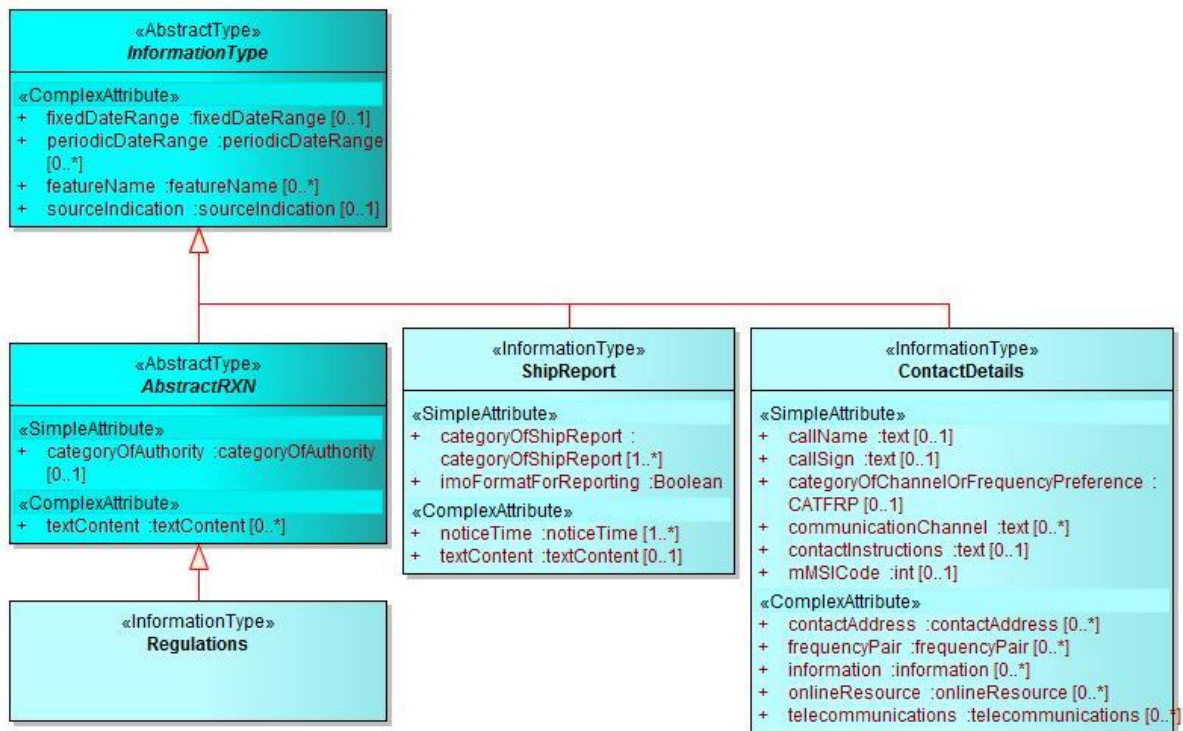 «AbstractType»
InformationType
«ComplexAttribute»
+ fixedDateRange :fixedDateRange [0..1]
+ periodicDateRange :periodicDateRange
[0..*]
+ featureName :featureName [0..*]
+ sourceIndication :sourceIndication [0..1]
«AbstractType»
AbstractRXN
«SimpleAttribute»
+ categoryOfAuthority :categoryOfAuthority
[0..1]
«ComplexAttribute»
+ textContent :textContent [0..*]
«InformationType»
Regulations
«InformationType»
ShipReport
«SimpleAttribute»
+ categoryOfShipReport :
categoryOfShipReport [1..*]
+ imoFormatForReporting :Boolean
«ComplexAttribute»
+ noticeTime :noticeTime [1..*]
+ textContent :textContent [0..1]
«InformationType»
ContactDetails
«SimpleAttribute»
+ callName :text [0..1]
+ callSign :text [0..1]
+ categoryOfChannelOrFrequencyPreference :
CATFRP [0..1]
+ communicationChannel :text [0..*]
+ contactInstructions :text [0..1]
+ mMSICode :int [0..1]
«ComplexAttribute»
+ contactAddress :contactAddress [0..*]
+ frequencyPair :frequencyPair [0..*]
+ information :information [0..*]
+ onlineResource :onlineResource [0..*]
+ telecommunications :telecommunications [0..*]